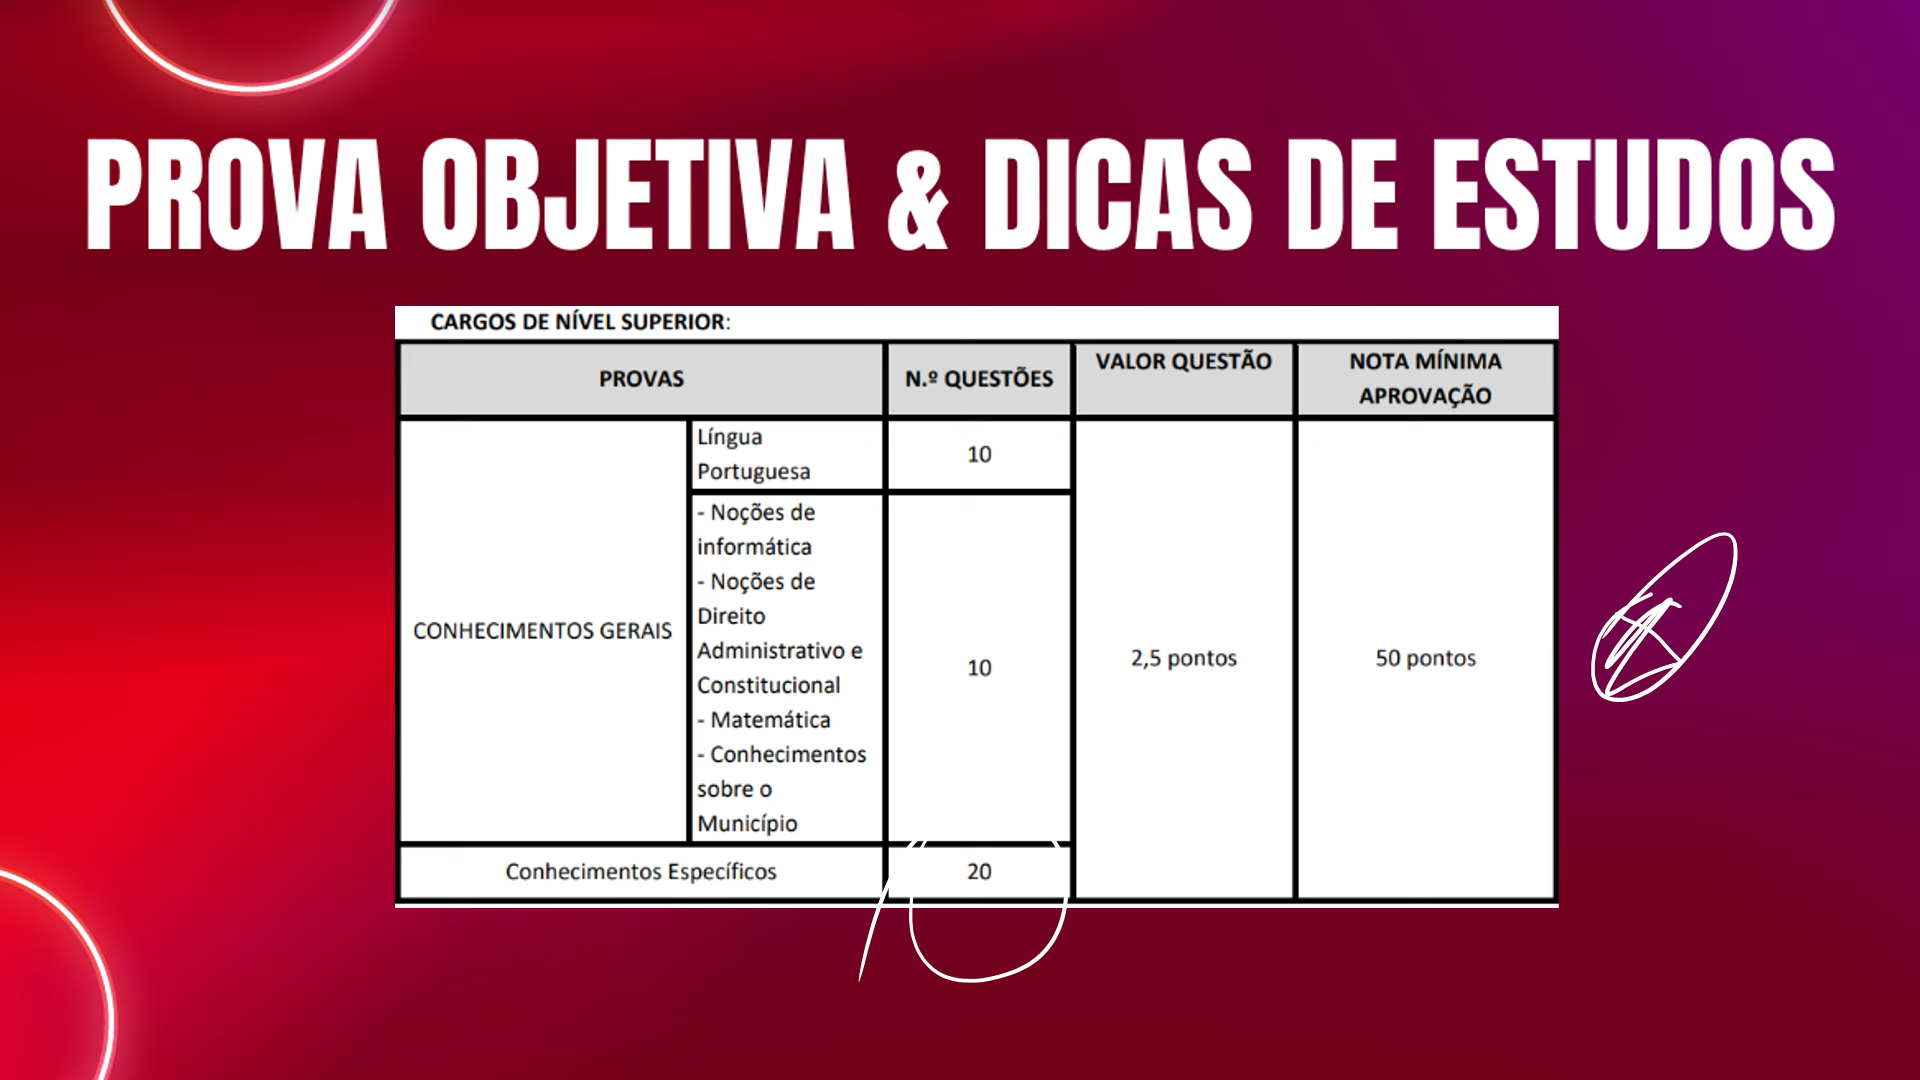 PROVA OBJETIVA & DICAS DE ESTUDOS
CARGOS DE NÍVEL SUPERIOR:
PROVAS
N.º QUESTÕES
VALOR QUESTÃO
NOTA MÍNIMA
APROVAÇÃO
CONHECIMENTOS GERAIS
Língua
Portuguesa
10
- Noções de
informática
- Noções de
Direito
Administrativo e
Constitucional
- Matemática
- Conhecimentos
sobre o
Município
10
2,5 pontos
50 pontos
Conhecimentos Específicos
20